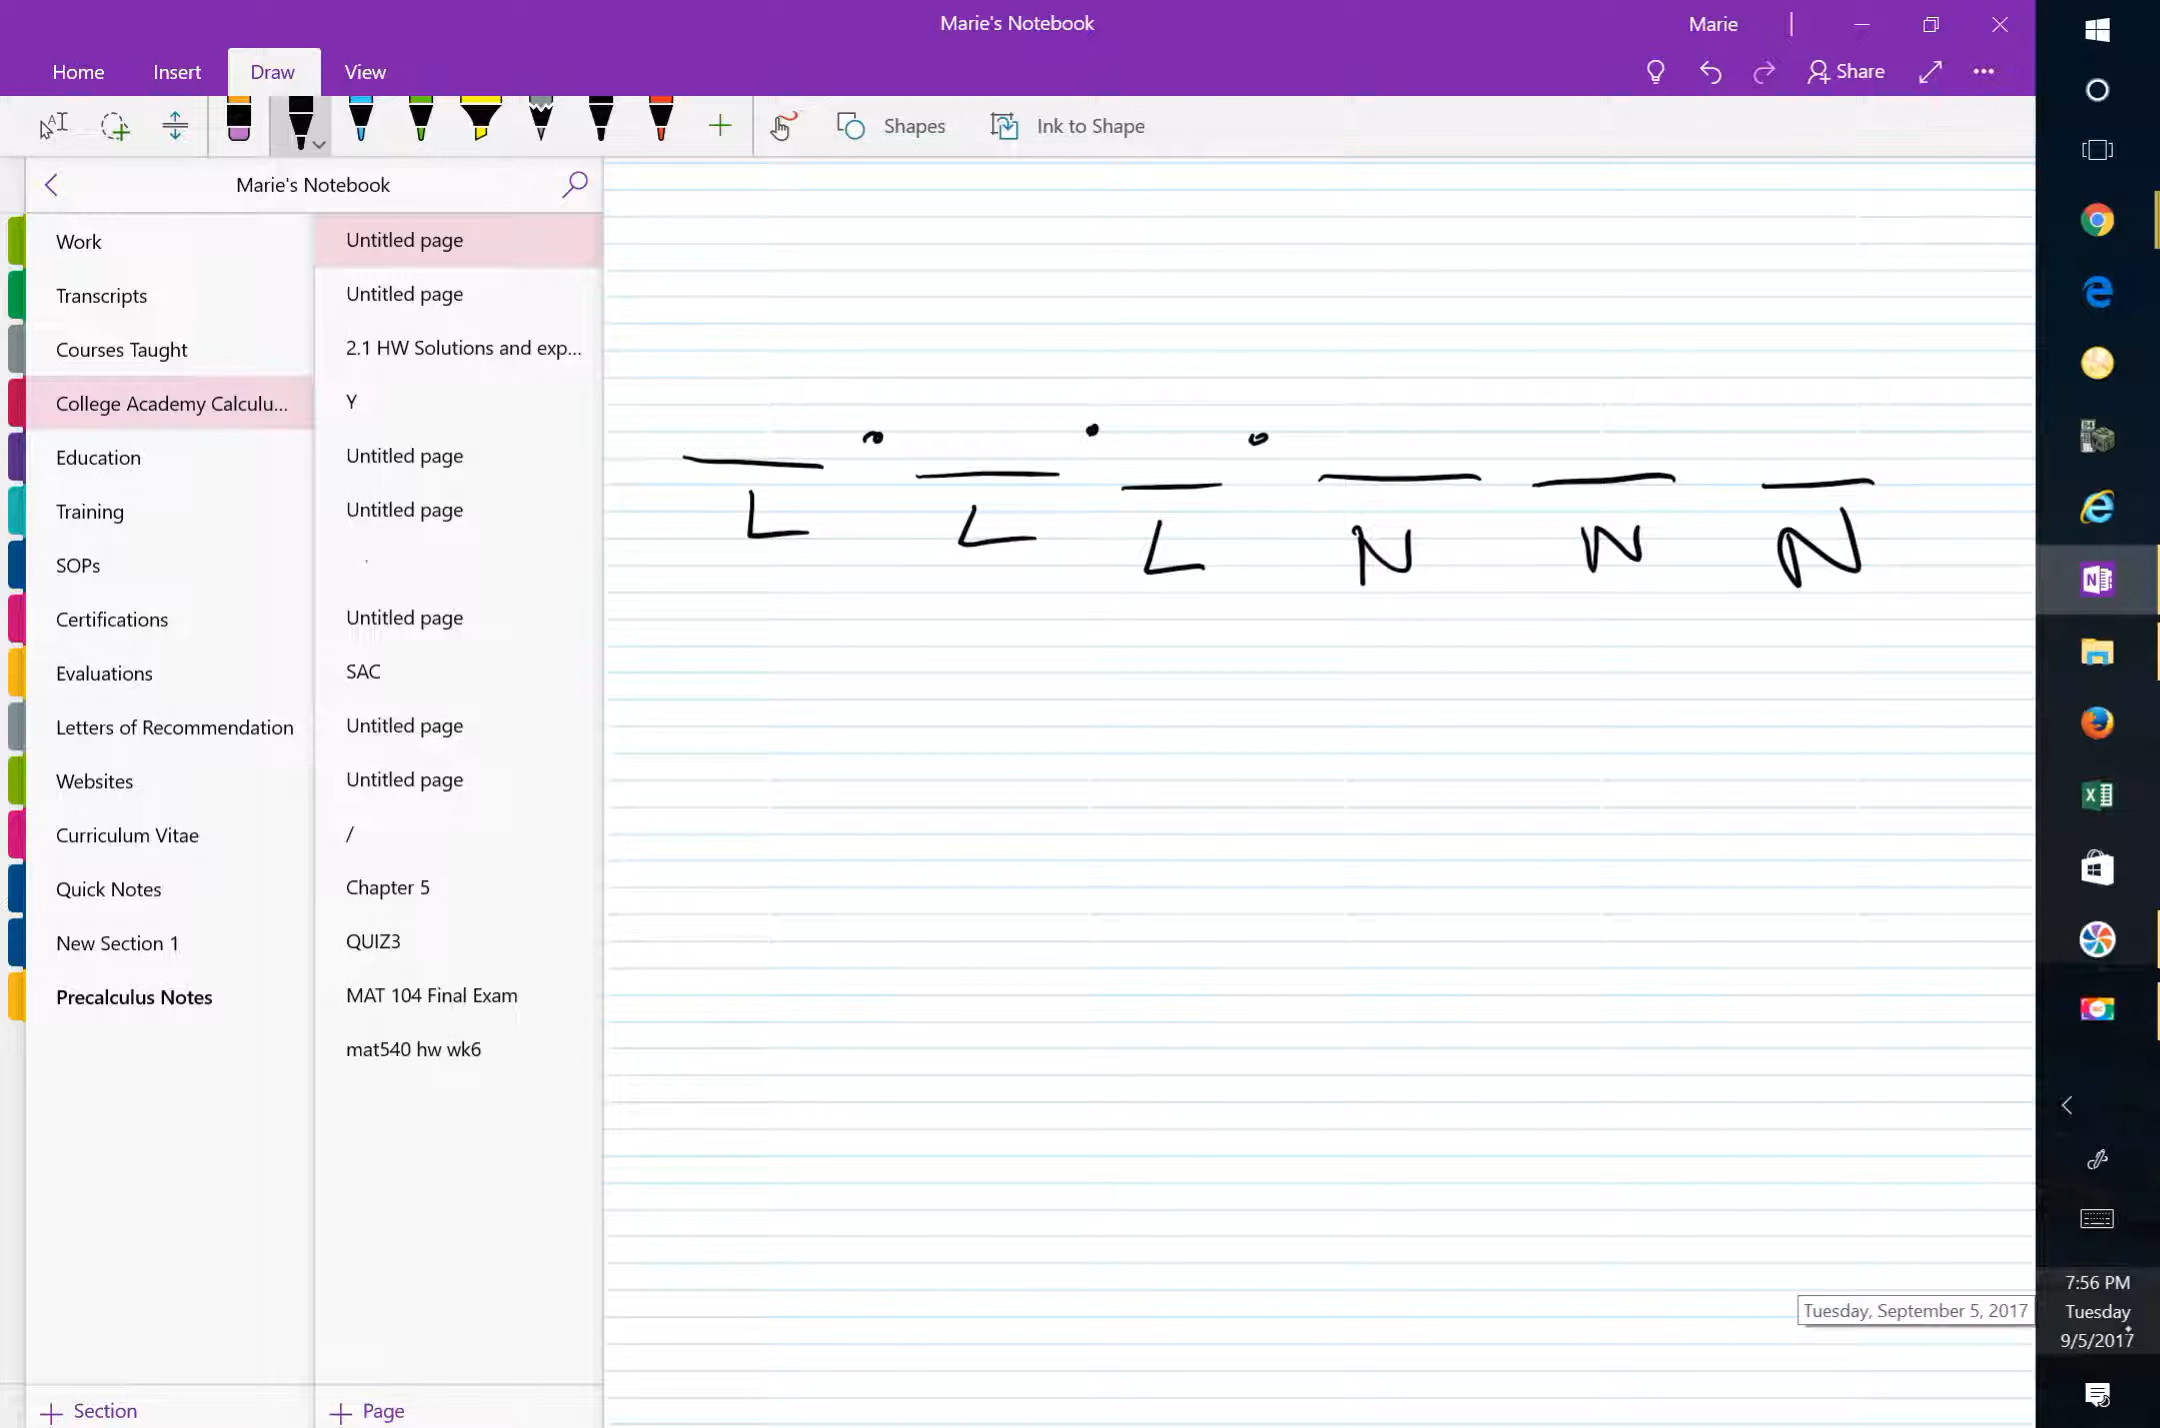 Marie's Notebook
Marie
Home Insert Draw View
Share
Shapes
Ink to Shape
Marie's Notebook
Work
Transcripts
Courses Taught
College Academy Calculu...
Education
Training
SOPs
Certifications
Evaluations
Letters of Recommendation
Websites
Curriculum Vitae
Quick Notes
New Section 1
Precalculus Notes
Section
Untitled page
Untitled page
2.1 HW Solutions and exp...
Y
Untitled page
Untitled page
.
Untitled page
SAC
Untitled page
Untitled page
/
Chapter 5
QUIZ3
MAT 104 Final Exam
mat540 hw wk6
Page
L L L N N N
Tuesday, September 5, 2017
7:56 PM
Tuesday
9/5/2017